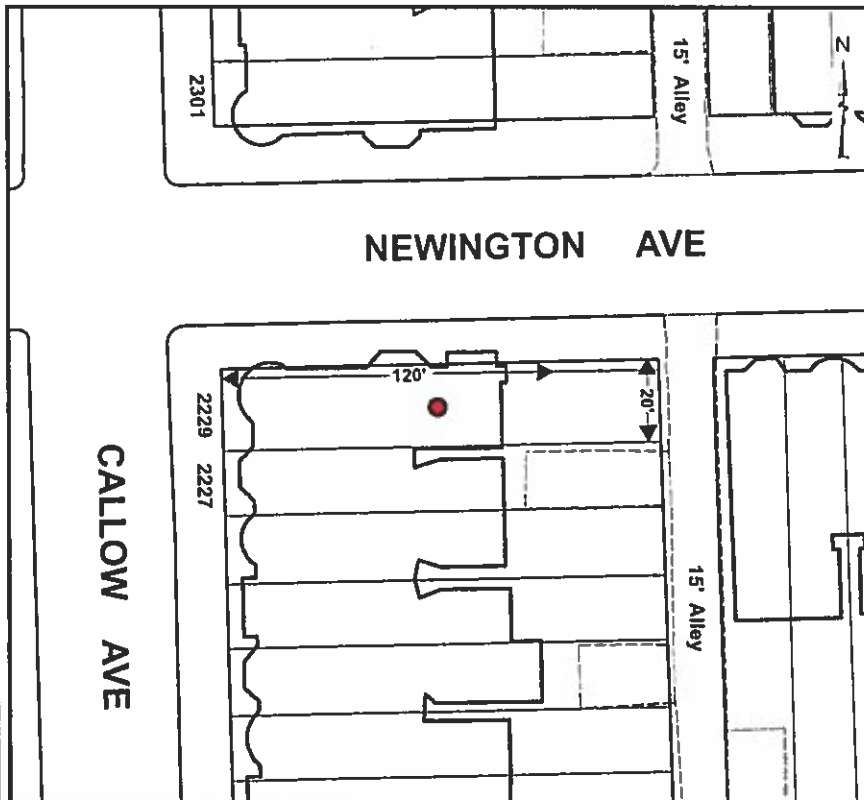 2301
15' Alley
N
NEWINGTON AVE
120'
20'
2229
2227
CALLOW AVE
15' Alley